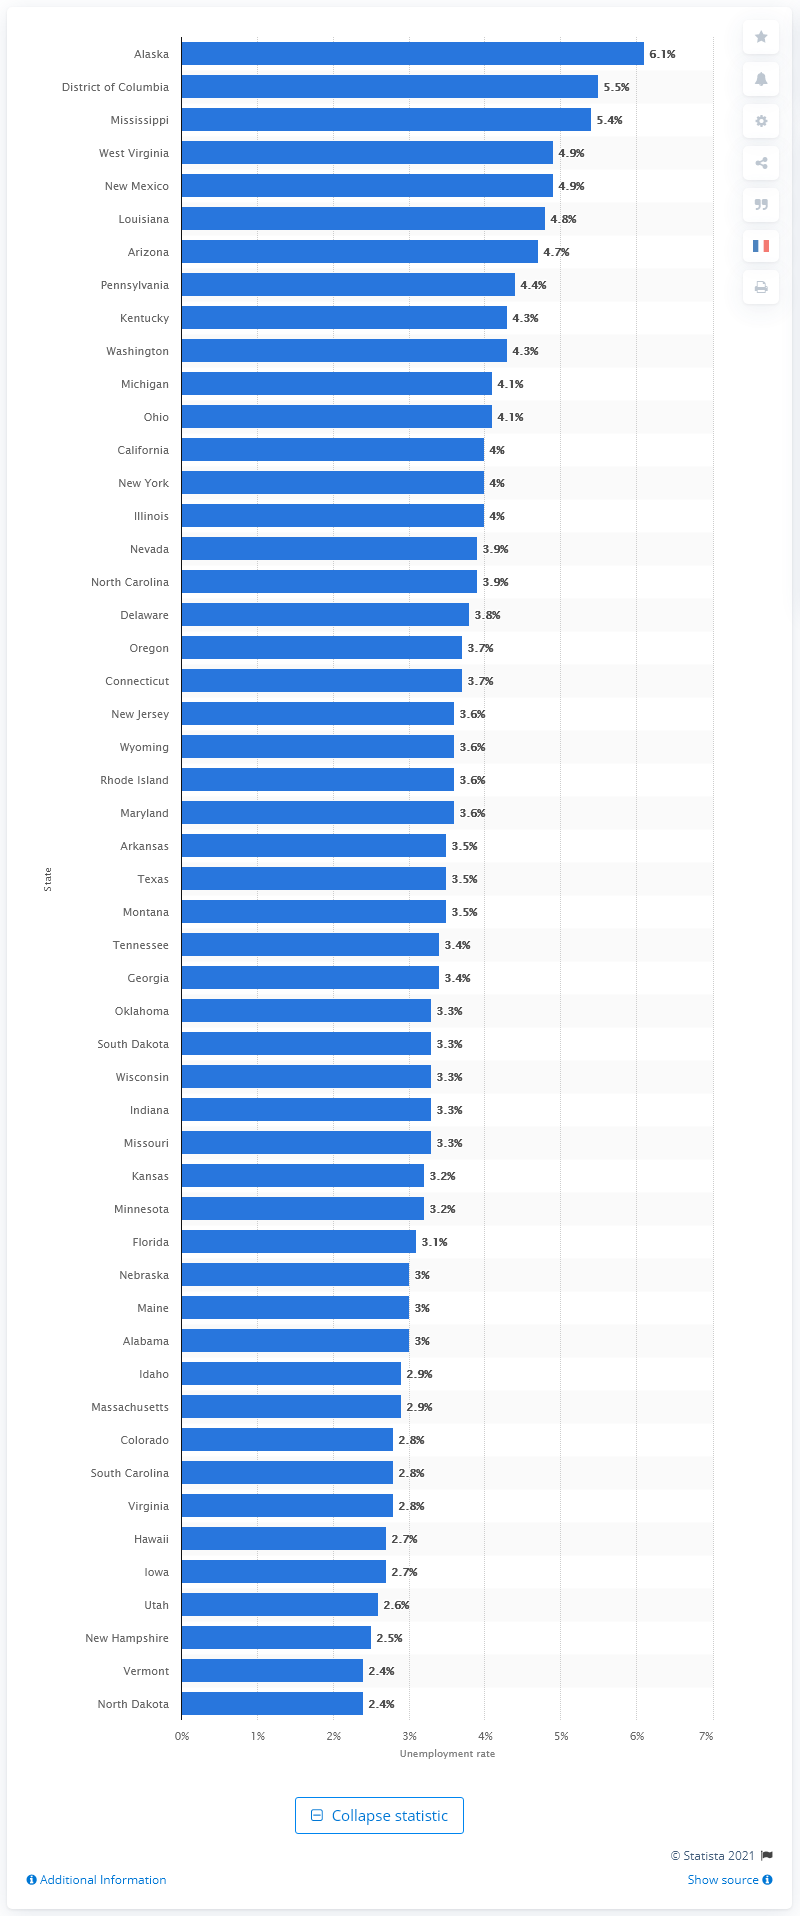 Alaska 6.1%
District of Columbia 5.5%
Mississippi 5.4%
West Virginia 4.9%
New Mexico 4.9%
Louisiana 4.8%
Arizona 4.7%
Pennsylvania 4.4%
Kentucky 4.3%
Washington 4.3%
Michigan 4.1%
Ohio 4.1%
California 4%
New York 4%
Illinois 4%
Nevada 3.9%
North Carolina 3.9%
Delaware 3.8%
Oregon 3.7%
Connecticut 3.7%
New Jersey 3.6%
Wyoming 3.6%
Rhode Island 3.6%
Maryland 3.6%
Arkansas 3.5%
State
Texas 3.5%
Montana 3.5%
Tennessee 3.4%
Georgia 3.4%
Oklahoma 3.3%
South Dakota 3.3%
Wisconsin 3.3%
Indiana 3.3%
Missouri 3.3%
Kansas 3.2%
Minnesota 3.2%
Florida 3.1%
Nebraska 3%
Maine 3%
Alabama 3%
Idaho 2.9%
Massachusetts 2.9%
Colorado 2.8%
South Carolina 2.8%
Virginia 2.8%
Hawaii 2.7%
Iowa 2.7%
Utah 2.6%
New Hampshire 2.5%
Vermont 2.4%
North Dakota 2.4%
0% 1% 2% 3% 4% 5% 6% 7%
Unemployment rate
Collapse statistic
© Statista 2021
Additional Information Show source